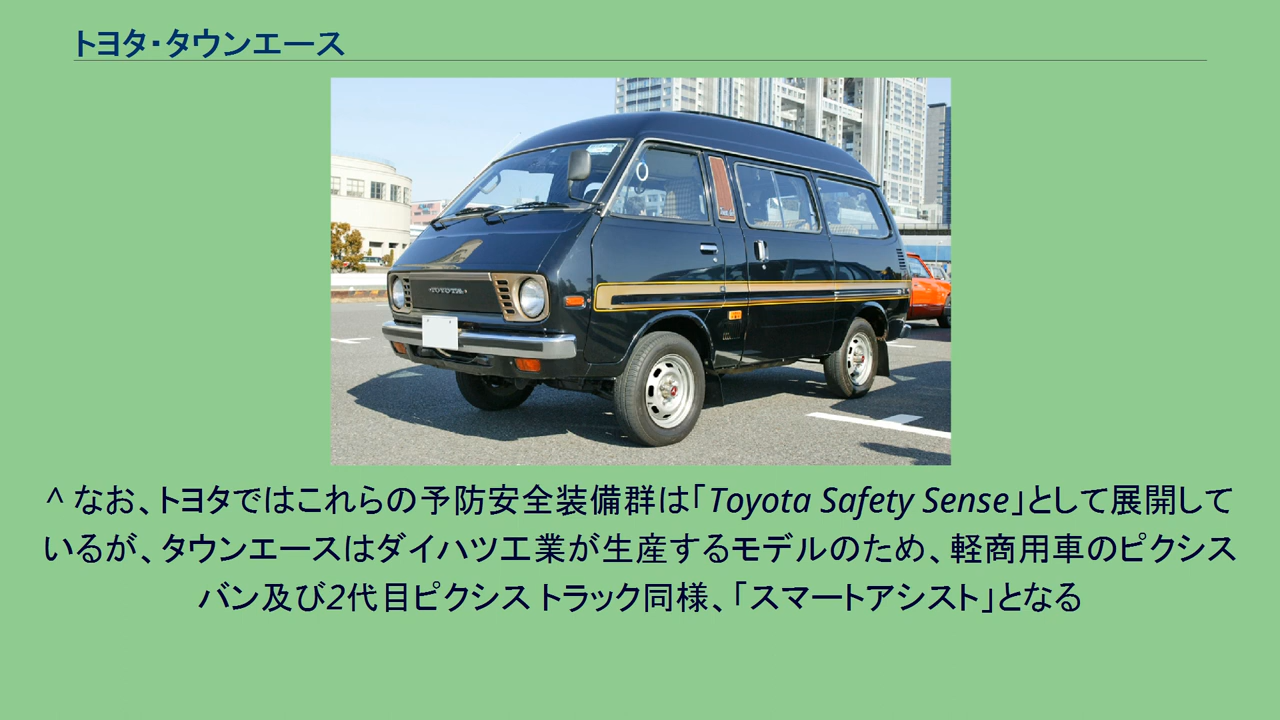 トヨタ・タウンエース
TOYOTA
^ なお、トヨタではこれらの予防安全装備群は「Toyota Safety Sense」として展開して
いるが、タウンエースはダイハツ工業が生産するモデルのため、軽商用車のピクシス
バン及び2代目ピクシス トラック同様、「スマートアシスト」となる